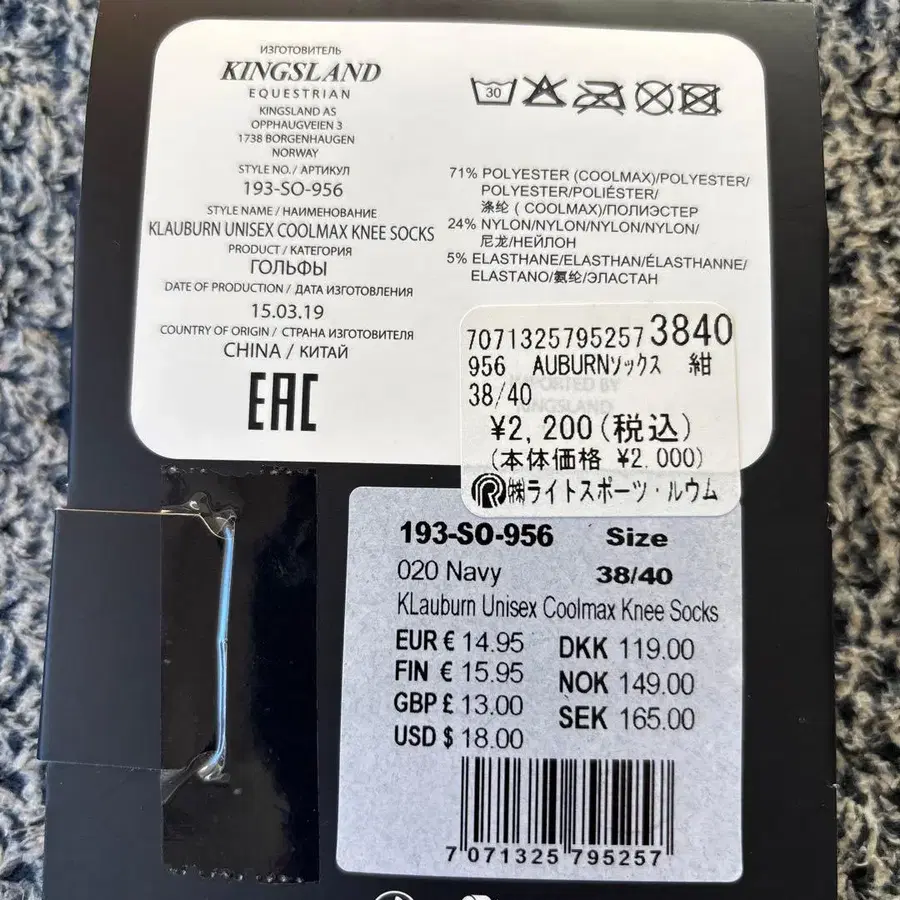 ИЗГОТОВИТЕЛЬ
KINGSLAND
EQUESTRIAN
KINGSLAND AS
OPPHAUGVEIEN 3
1738 BORGENHAUGEN
NORWAY
STYLE NO./ АРТИКУЛ
193-SO-956
STYLE NAME / НАИМЕНОВАНИЕ
KLAUBURN UNISEX COOLMAX KNEE SOCKS
PRODUCT / КАТЕГОРИЯ
ГОЛЬФЫ
DATE OF PRODUCTION / ДАТА ИЗГОТОВЛЕНИЯ
15.03.19
COUNTRY OF ORIGIN / СТРАНА ИЗГОТОВИТЕЛЯ
CHINA / КИТАЙ
EAC
30
71% POLYESTER (COOLMAX)/POLYESTER/
POLYESTER/POLIÉSTER/
涤纶 ( COOLMAX)/ПОЛИЭСТЕР
24% NYLON/NYLON/NYLON/NYLON/
尼龙/НЕЙЛОН
5% ELASTHANE/ELASTHAN/ÉLASTHANNE/
ELASTANO/氨纶/ЭЛАСТАН
7071325795257 3840
956 AUBURNソックス 紺
38/40
IMPORTED BY
KINGSLAND
¥2,200(税込)
(本体価格 ¥2.000)
R ㈱ライトスポーツ・ルウム
193-SO-956 Size
020 Navy 38/40
KLauburn Unisex Coolmax Knee Socks
EUR € 14.95 DKK 119.00
FIN € 15.95 NOK 149.00
GBP £ 13.00 SEK 165.00
USD $ 18.00
7 071325 795257